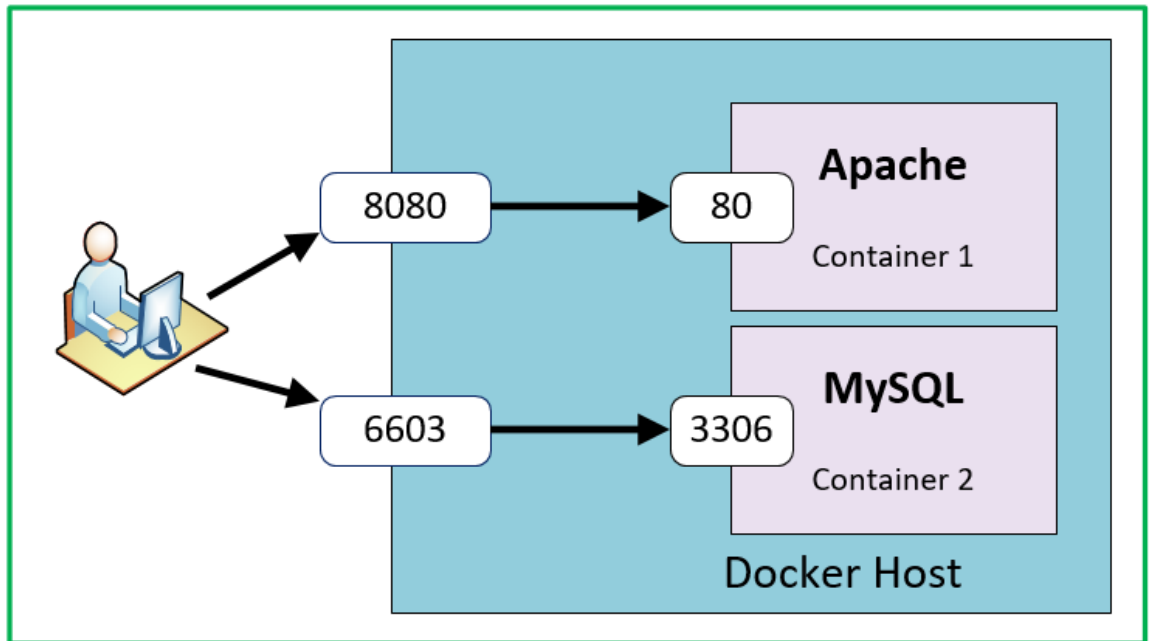 8080
80
Apache
Container 1
6603
3306
MySQL
Container 2
Docker Host